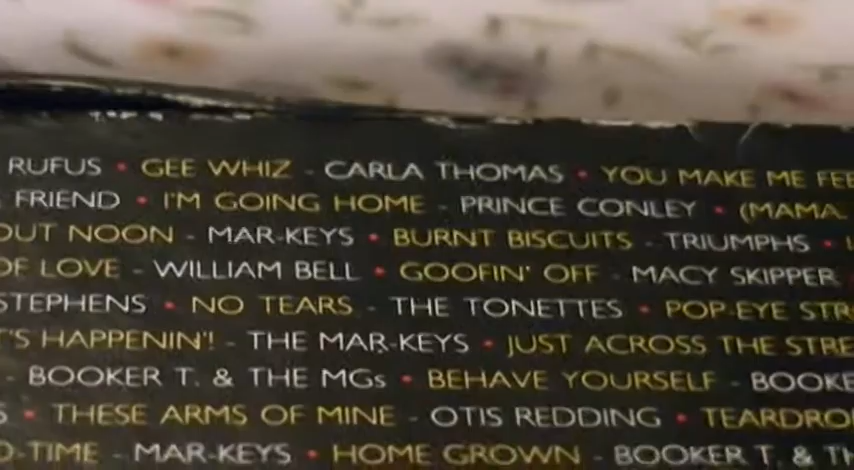 RUFUS • GEE WHIZ - CARLA THOMAS • YOU MAKE ME FEE
FRIEND • I'M GOING HOME - PRINCE CONLEY • (MAMA,
OUT NOON - MAR-KEYS • BURNT BISCUITS - TRIUMPHS •
OF LOVE - WILLIAM BELL • GOOFIN' OFF - MACY SKIPPER
STEPHENS • NO TEARS - THE TONETTES • POP-EYE STR
T'S HAPPENIN'! - THE MAR-KEYS • JUST ACROSS THE STRE
- BOOKER T. & THE MGs • BEHAVE YOURSELF - BOOKE
S • THESE ARMS OF MINE - OTIS REDDING • TEARDRO
O-TIME - MAR-KEYS • HOME GROWN - BOOKER T. & TH